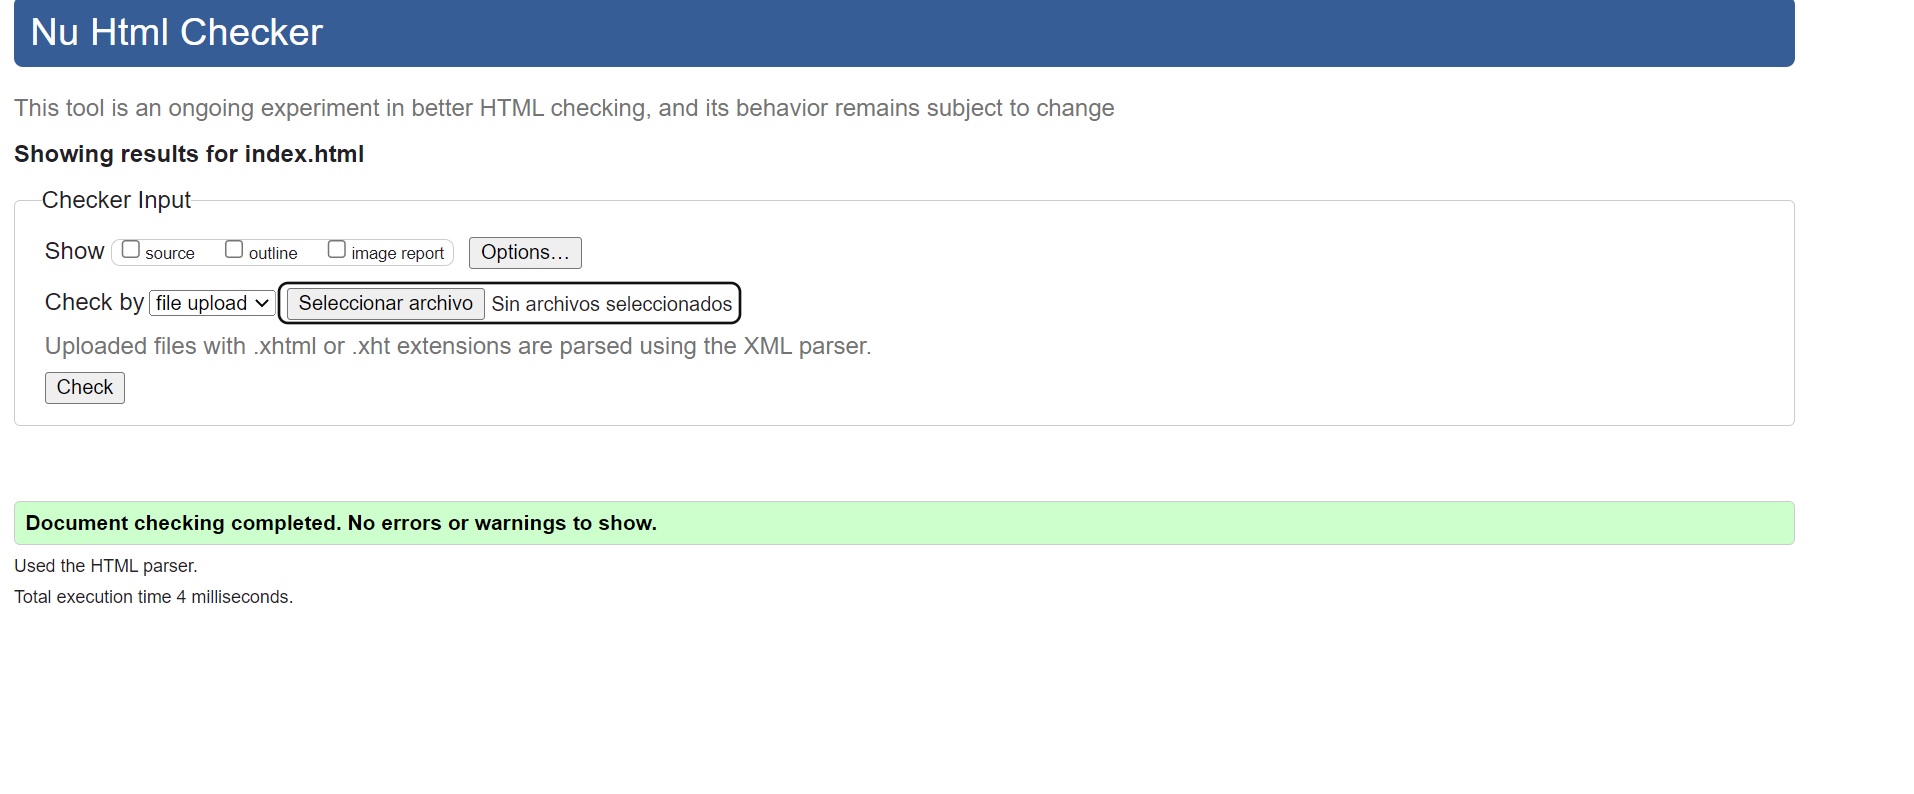 Nu Html Checker
This tool is an ongoing experiment in better HTML checking, and its behavior remains subject to change
Showing results for index.html
Checker Input
Show source outline image report Options…
Check by file upload Seleccionar archivo Sin archivos seleccionados
Uploaded files with .xhtml or .xht extensions are parsed using the XML parser.
Check
Document checking completed. No errors or warnings to show.
Used the HTML parser.
Total execution time 4 milliseconds.